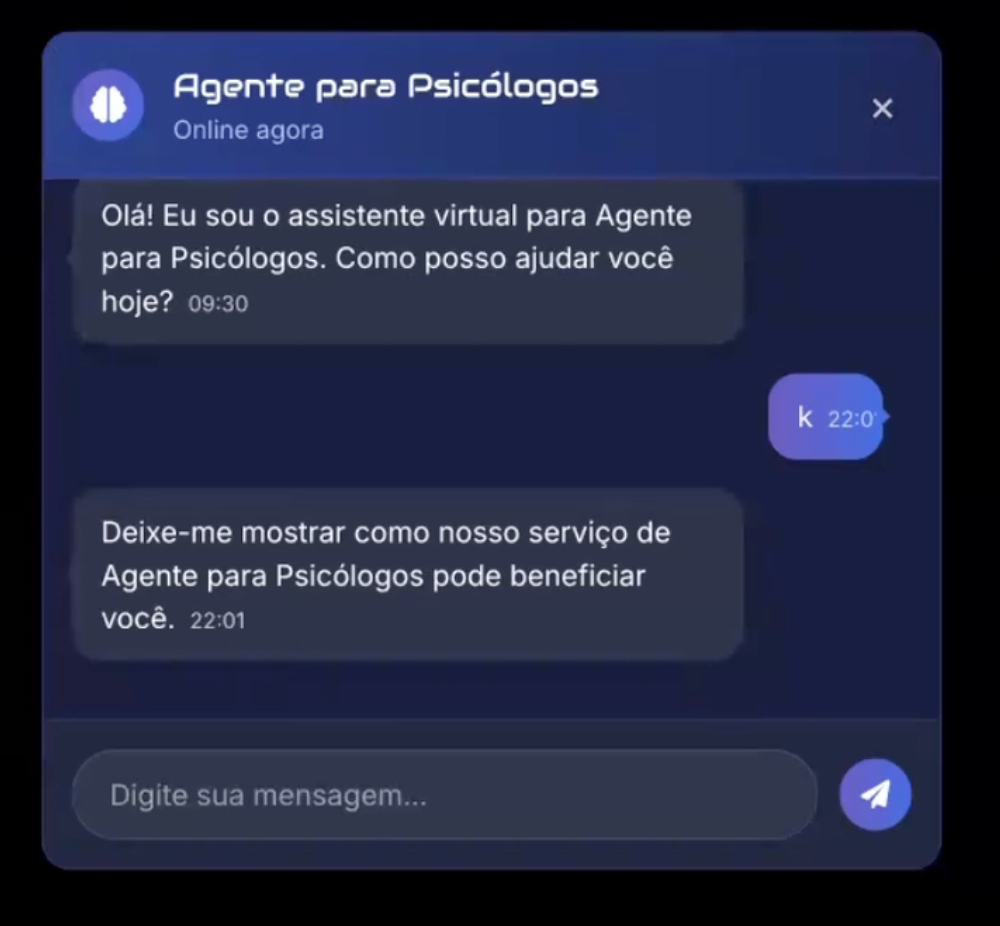 Agente para Psicólogos
Online agora
Olá! Eu sou o assistente virtual para Agente
para Psicólogos. Como posso ajudar você
hoje? 09:30
k 22:0
Deixe-me mostrar como nosso serviço de
Agente para Psicólogos pode beneficiar
você. 22:01
Digite sua mensagem...